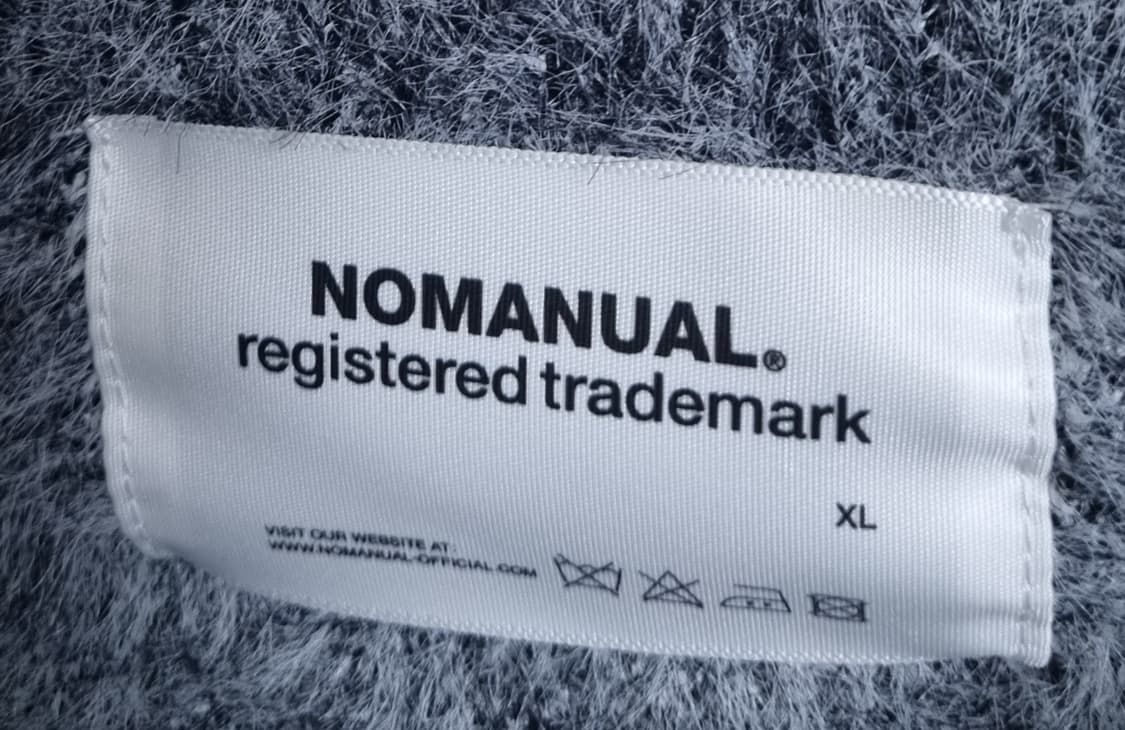 NOMANUAL.®
registered trademark
XL
VISIT OUR WEBSITE AT:
WWW.NOMANUAL-OFFICIAL.COM